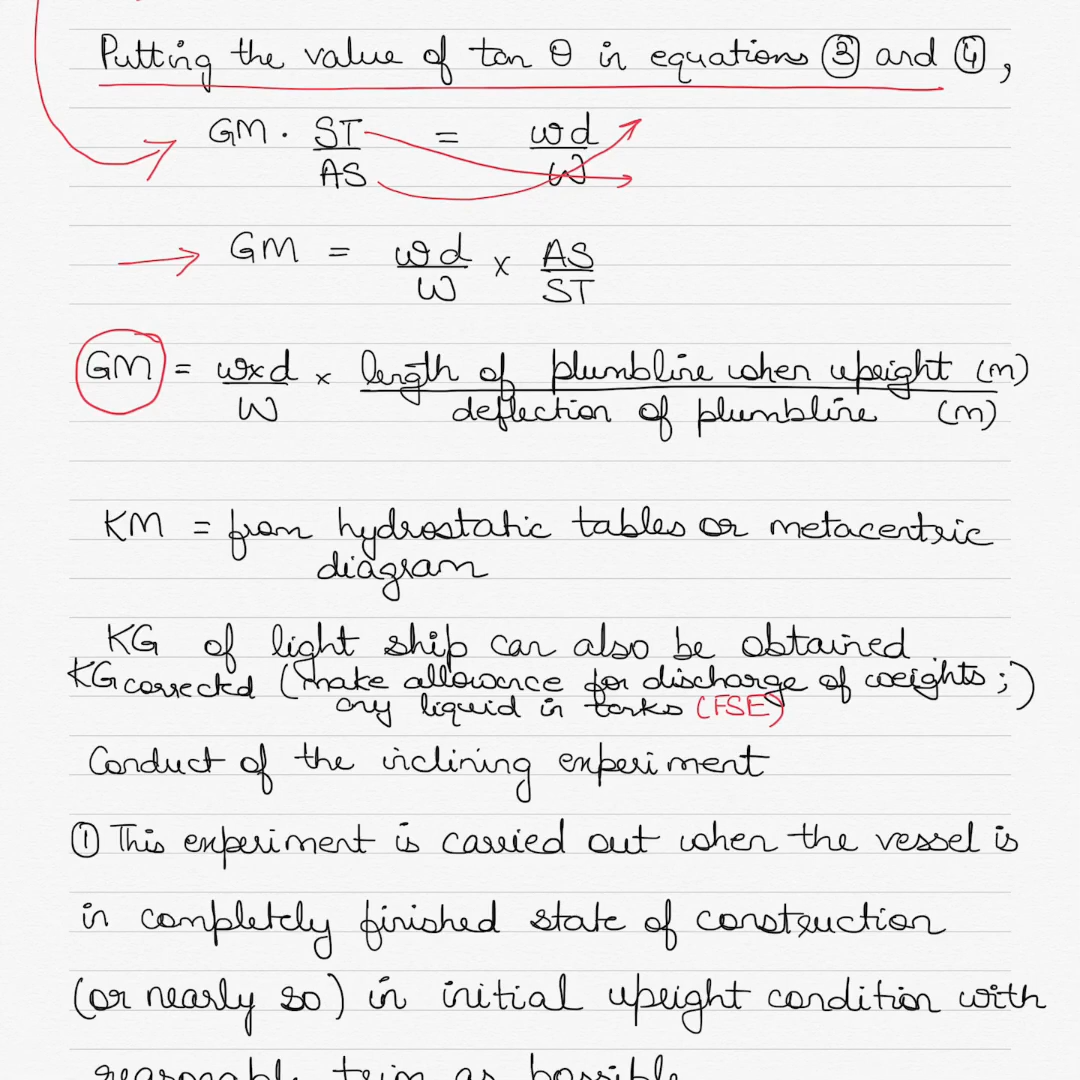 Putting the value of tan θ in equations ③ and ④,
GM · ST/AS = wd/W
GM = wd/W × AS/ST
GM = w×d/W × length of plumbline when upright (m)/deflection of plumbline (m)
KM = from hydrostatic tables or metacentric
diagram
KG of light ship can also be obtained
KG corrected (make allowance for discharge of weights;)
any liquid in tanks (FSE)
Conduct of the inclining experiment
① This experiment is carried out when the vessel is
in completely finished state of construction
(or nearly so) in initial upright condition with
reasonable trim as possible